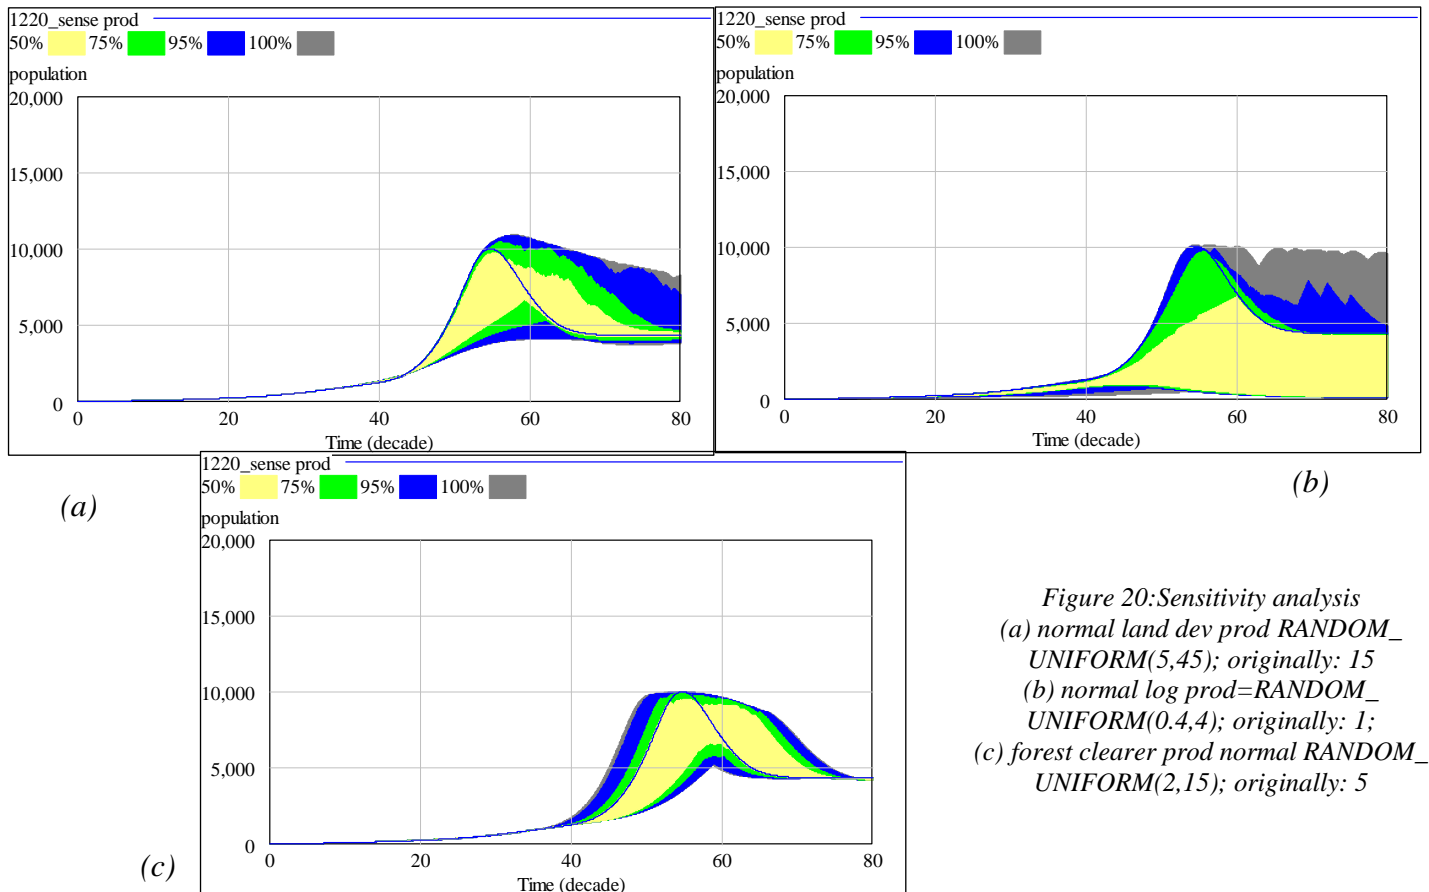 1220_sense prod
50% 75% 95% 100%
population
20,000
15,000
10,000
5,000
0
0 20 40 60 80
Time (decade)
(a)
1220_sense prod
50% 75% 95% 100%
population
20,000
15,000
10,000
5,000
0
0 20 40 60 80
Time (decade)
(b)
1220_sense prod
50% 75% 95% 100%
population
20,000
15,000
10,000
5,000
0
0 20 40 60 80
Time (decade)
(c)
Figure 20:Sensitivity analysis
(a) normal land dev prod RANDOM_
UNIFORM(5,45); originally: 15
(b) normal log prod=RANDOM_
UNIFORM(0.4,4); originally: 1;
(c) forest clearer prod normal RANDOM_
UNIFORM(2,15); originally: 5